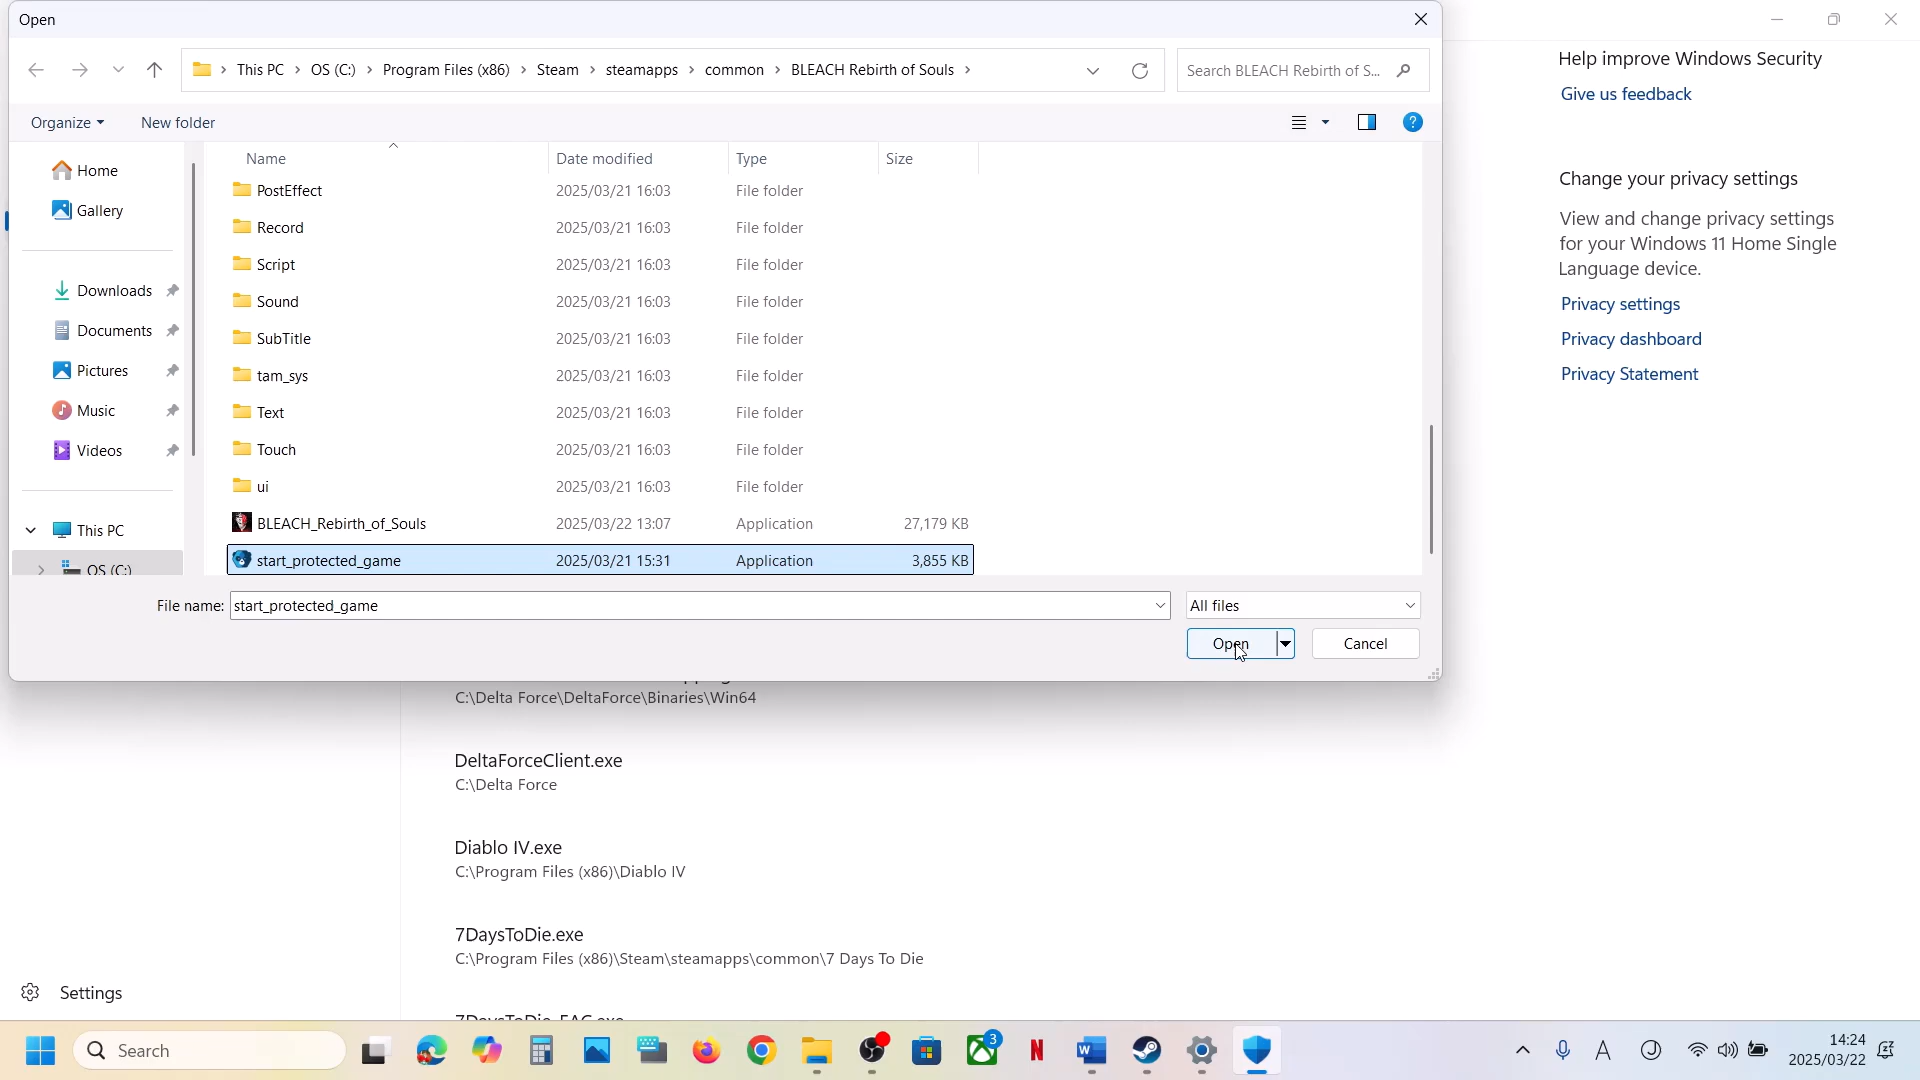 Open
This PC > OS (C:) > Program Files (x86) > Steam > steamapps > common > BLEACH Rebirth of Souls >
Search BLEACH Rebirth of S...
Organize
New folder
Home
Gallery
Downloads
Documents
Pictures
Music
Videos
This PC
OS (C:)
Name Date modified Type Size
PostEffect 2025/03/21 16:03 File folder
Record 2025/03/21 16:03 File folder
Script 2025/03/21 16:03 File folder
Sound 2025/03/21 16:03 File folder
SubTitle 2025/03/21 16:03 File folder
tam_sys 2025/03/21 16:03 File folder
Text 2025/03/21 16:03 File folder
Touch 2025/03/21 16:03 File folder
ui 2025/03/21 16:03 File folder
BLEACH_Rebirth_of_Souls 2025/03/22 13:07 Application 27,179 KB
start_protected_game 2025/03/21 15:31 Application 3,855 KB
File name: start_protected_game
All files
Open
Cancel
Help improve Windows Security
Give us feedback
Change your privacy settings
View and change privacy settings
for your Windows 11 Home Single
Language device.
Privacy settings
Privacy dashboard
Privacy Statement
C:\Delta Force\DeltaForce\Binaries\Win64
DeltaForceClient.exe
C:\Delta Force
Diablo IV.exe
C:\Program Files (x86)\Diablo IV
7DaysToDie.exe
C:\Program Files (x86)\Steam\steamapps\common\7 Days To Die
7DaysToDie_EAC.exe
Settings
Search
3
14:24
2025/03/22